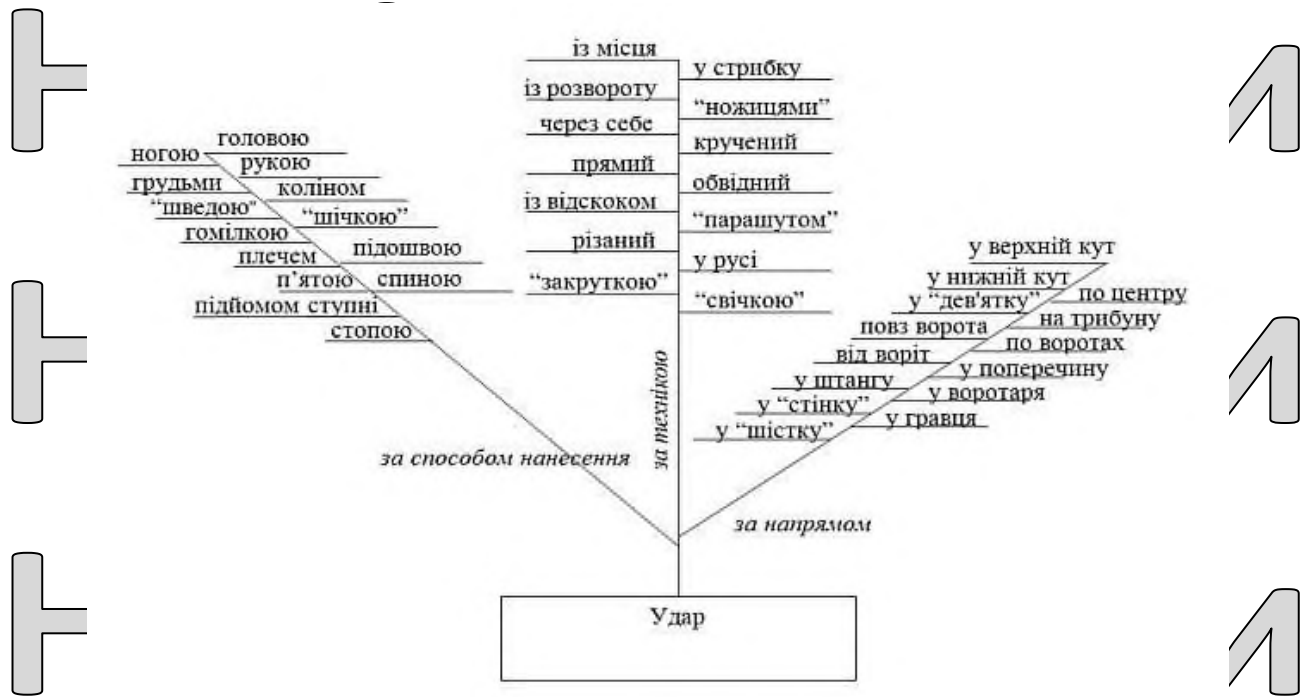 із місця
у стрибку
із розвороту
“ножицями”
через себе
кручений
прямий
обвідний
із відскоком
“парашутом”
різаний
у русі
“закруткою”
“свічкою”
за технікою
головою
ногою
рукою
грудьми
коліном
“шведою”
“шічкою”
гомілкою
підошвою
плечем
п’ятою
спиною
підйомом ступні
стопою
за способом нанесення
у верхній кут
у нижній кут
по центру
у “дев'ятку”
на трибуну
повз ворота
по воротах
від воріт
у поперечину
у штангу
у воротаря
у “стінку”
у гравця
у “шістку”
за напрямом
Удар